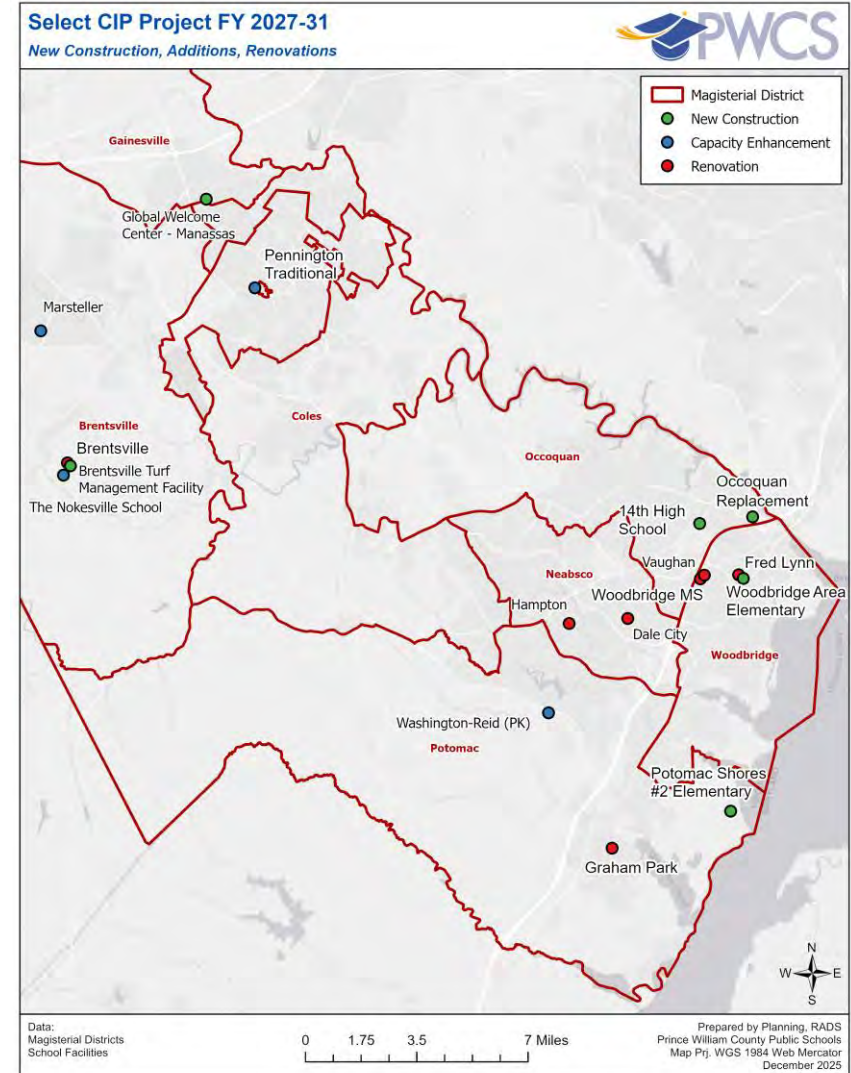 Select CIP Project FY 2027-31
New Construction, Additions, Renovations
PWCS
Magisterial District
New Construction
Capacity Enhancement
Renovation
Gainesville
Global Welcome
Center - Manassas
Pennington
Traditional
Marsteller
Brentsville
Coles
Occoquan
Brentsville
Brentsville Turf
Management Facility
The Nokesville School
Occoquan
Replacement
14th High
School
Vaughan
Fred Lynn
Neabsco
Woodbridge MS
Woodbridge Area
Elementary
Hampton
Dale City
Woodbridge
Washington-Reid (PK)
Potomac
Potomac Shores
#2 Elementary
Graham Park
N
W
E
S
Data:
Magisterial Districts
School Facilities
0 1.75 3.5 7 Miles
Prepared by Planning, RADS
Prince William County Public Schools
Map Prj. WGS 1984 Web Mercator
December 2025